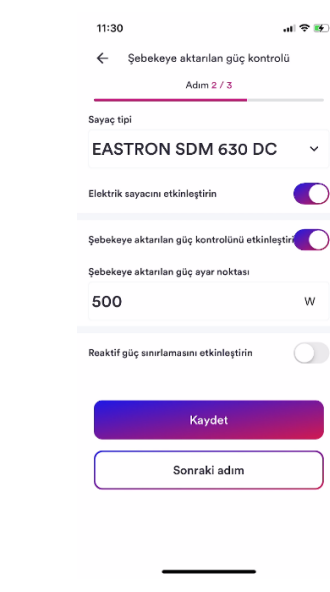 11:30
Şebekeye aktarılan güç kontrolü
Adım 2 / 3
Sayaç tipi
EASTRON SDM 630 DC
Elektrik sayacını etkinleştirin
Şebekeye aktarılan güç kontrolünü etkinleştiri
Şebekeye aktarılan güç ayar noktası
500 W
Reaktif güç sınırlamasını etkinleştirin
Kaydet
Sonraki adım